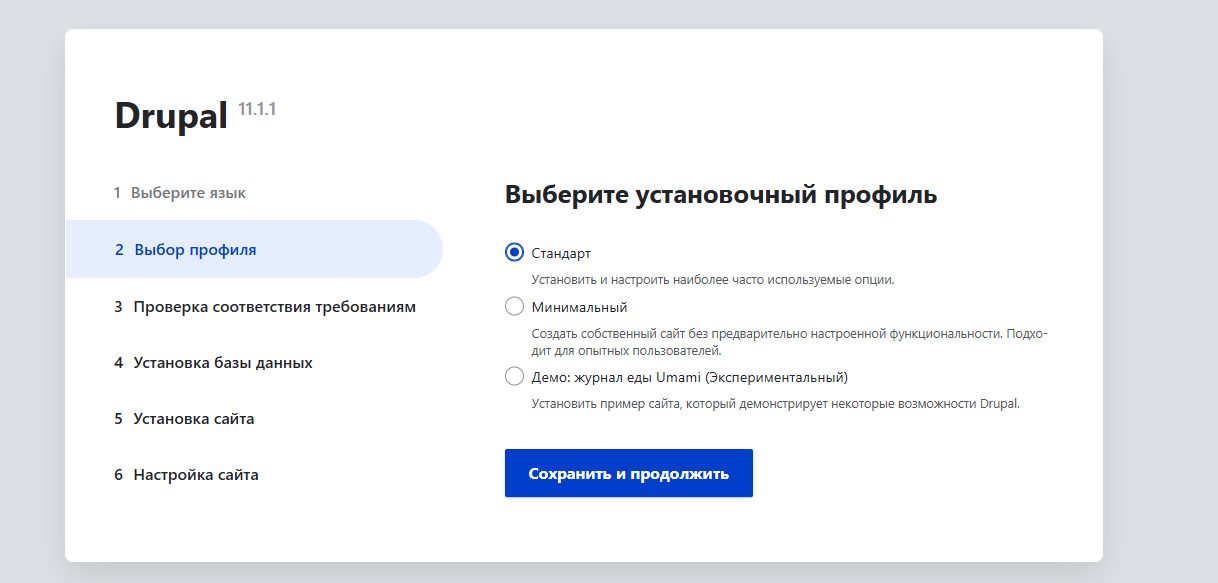 Drupal 11.1.1
1 Выберите язык
2 Выбор профиля
3 Проверка соответствия требованиям
4 Установка базы данных
5 Установка сайта
6 Настройка сайта
Выберите установочный профиль
Стандарт
Установить и настроить наиболее часто используемые опции.
Минимальный
Создать собственный сайт без предварительно настроенной функциональности. Подхо-
дит для опытных пользователей.
Демо: журнал еды Umami (Экспериментальный)
Установить пример сайта, который демонстрирует некоторые возможности Drupal.
Сохранить и продолжить